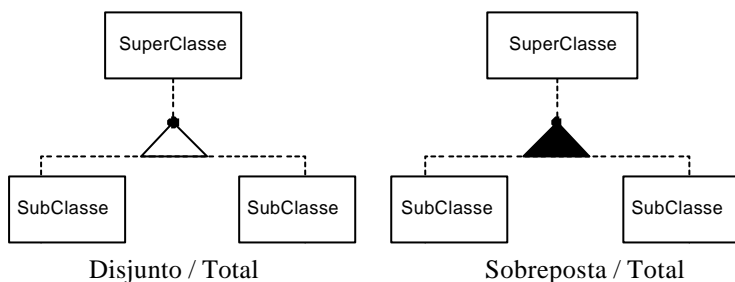 SuperClasse
SuperClasse
SubClasse
SubClasse
SubClasse
SubClasse
Disjunto / Total
Sobreposta / Total